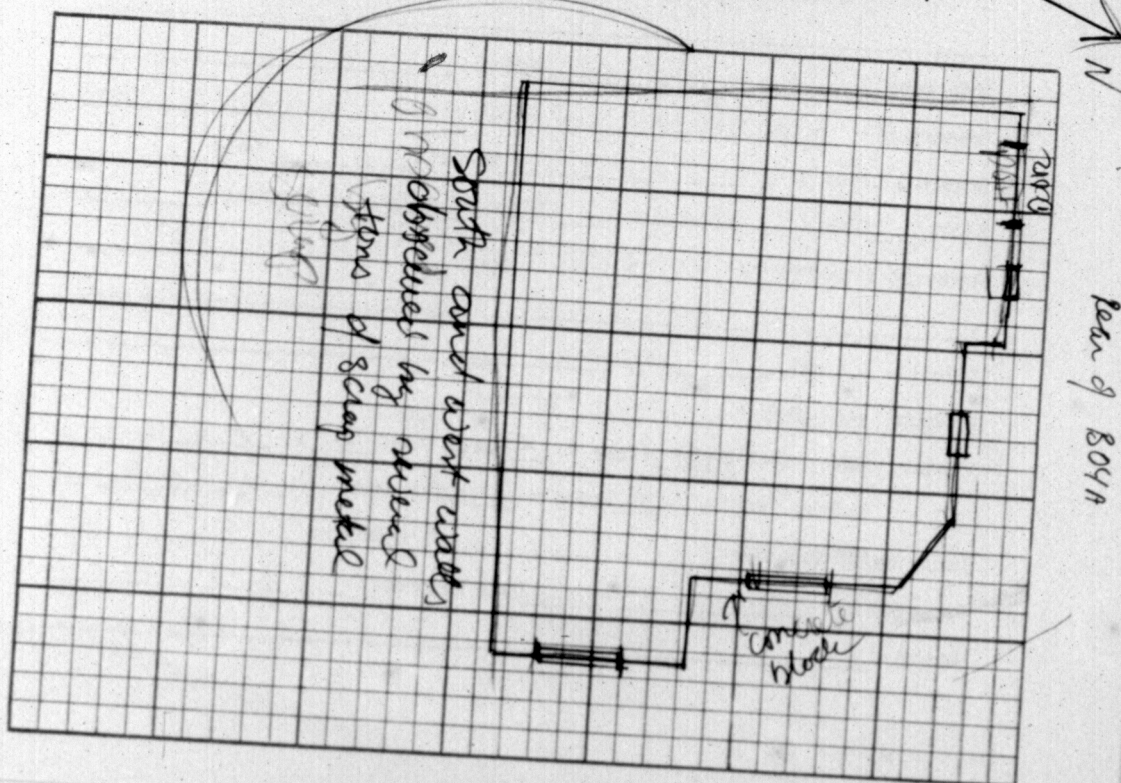 N
Rear of 804A
Door
South and west walls
obscured by several
tons of scrap metal
concrete
block